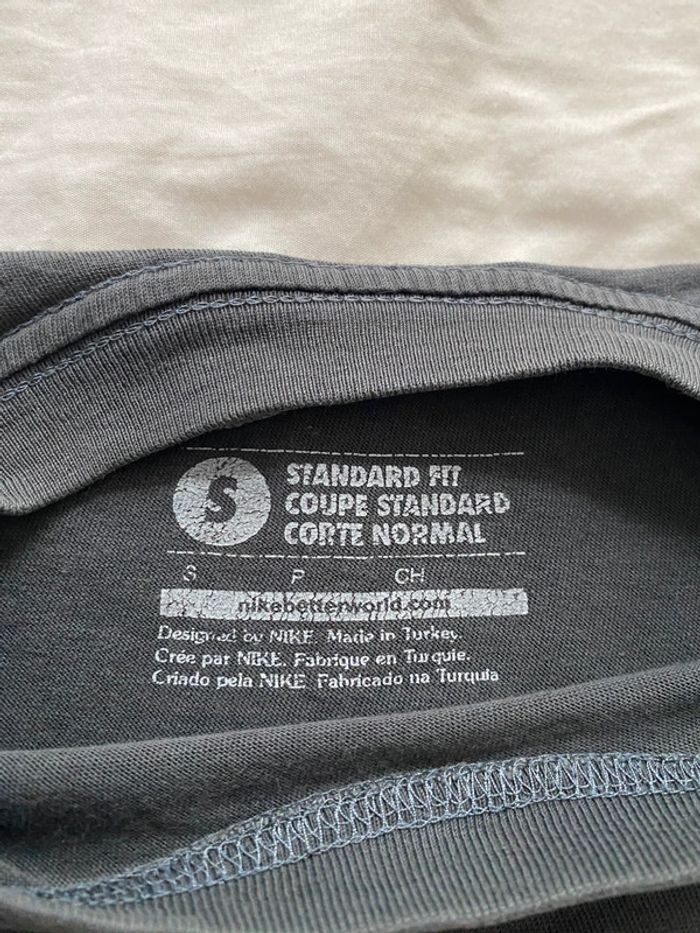 S
STANDARD FIT
COUPE STANDARD
CORTE NORMAL
S P CH
nikebetterworld.com
Designed by NIKE. Made in Turkey.
Crée par NIKE. Fabrique en Turquie.
Criado pela NIKE. Fabricado na Turquia